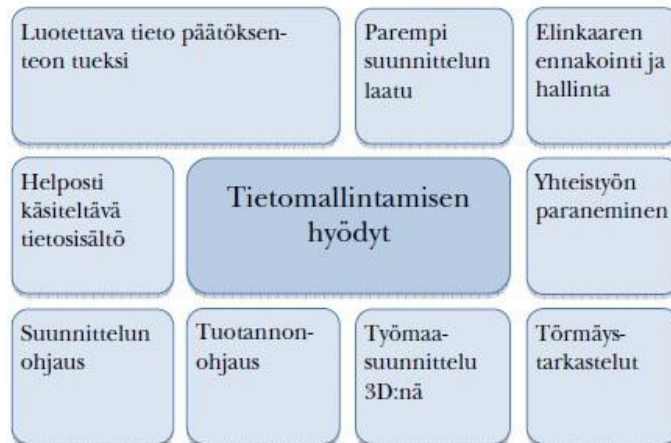 Luotettava tieto päätöksen-
teon tueksi
Parempi
suunnittelun
laatu
Elinkaaren
ennakointi ja
hallinta
Helposti
käsiteltävä
tietosisältö
Tietomallintamisen
hyödyt
Yhteistyön
paraneminen
Suunnittelun
ohjaus
Tuotannon-
ohjaus
Työmaa-
suunnittelu
3D:nä
Törmäys-
tarkastelut